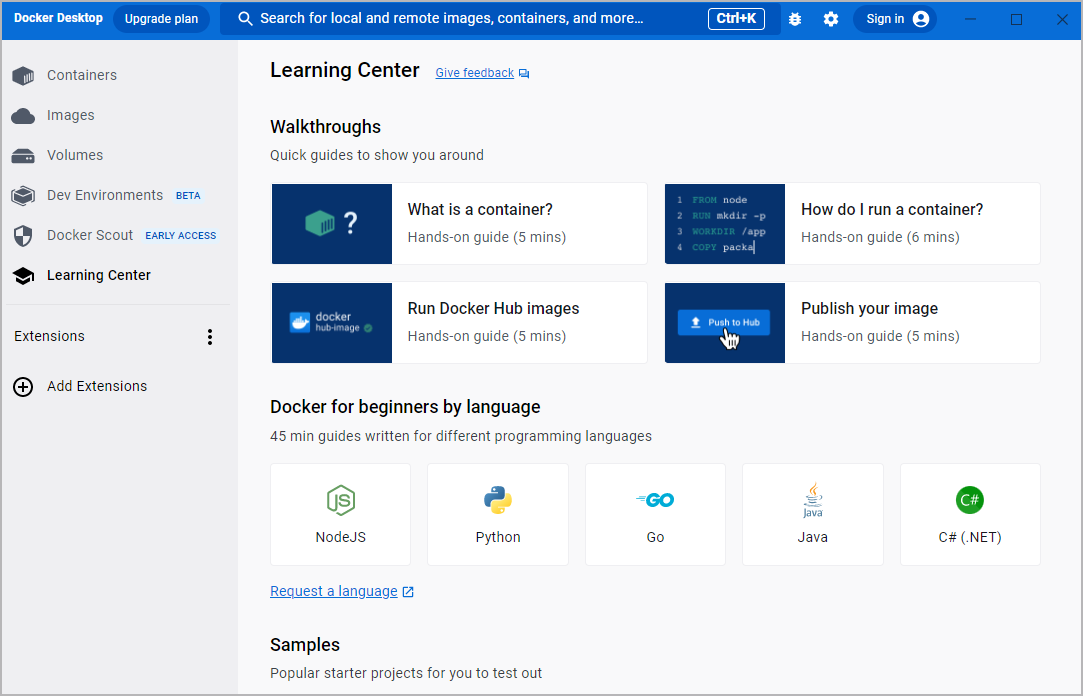 Docker Desktop
Upgrade plan
Search for local and remote images, containers, and more...
Ctrl+K
Sign in
Containers
Images
Volumes
Dev Environments BETA
Docker Scout EARLY ACCESS
Learning Center
Extensions
Add Extensions
Learning Center Give feedback
Walkthroughs
Quick guides to show you around
?
What is a container?
Hands-on guide (5 mins)
1 FROM node
2 RUN mkdir -p
3 WORKDIR /app
4 COPY packa
How do I run a container?
Hands-on guide (6 mins)
docker
hub-image
Run Docker Hub images
Hands-on guide (5 mins)
Push to Hub
Publish your image
Hands-on guide (5 mins)
Docker for beginners by language
45 min guides written for different programming languages
JS
NodeJS
Python
GO
Go
Java
Java
C#
C# (.NET)
Request a language
Samples
Popular starter projects for you to test out